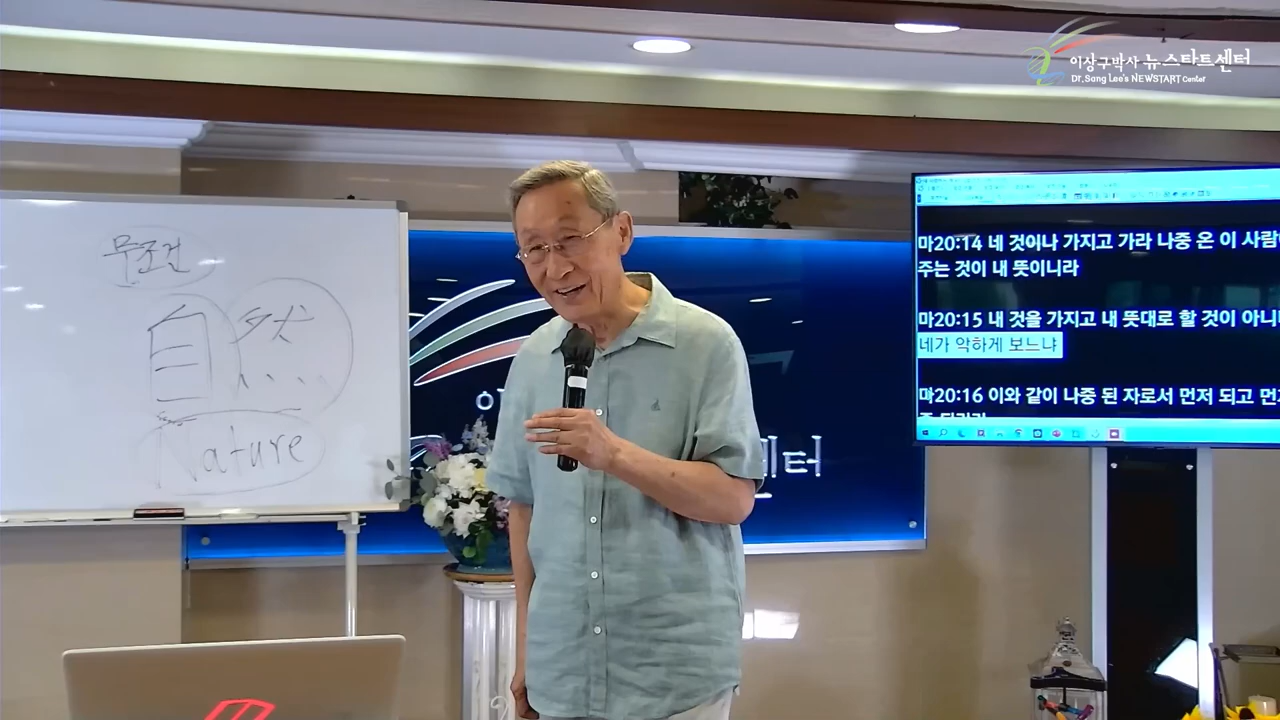 이상구박사 뉴스타트센터
Dr. Sang Lee's NEWSTART Center
무조건
自然
Nature
마20:14 네 것이나 가지고 가라 나중 온 이 사람
주는 것이 내 뜻이니라
마20:15 내 것을 가지고 내 뜻대로 할 것이 아니
네가 악하게 보느냐
마20:16 이와 같이 나중 된 자로서 먼저 되고 먼
이
센터